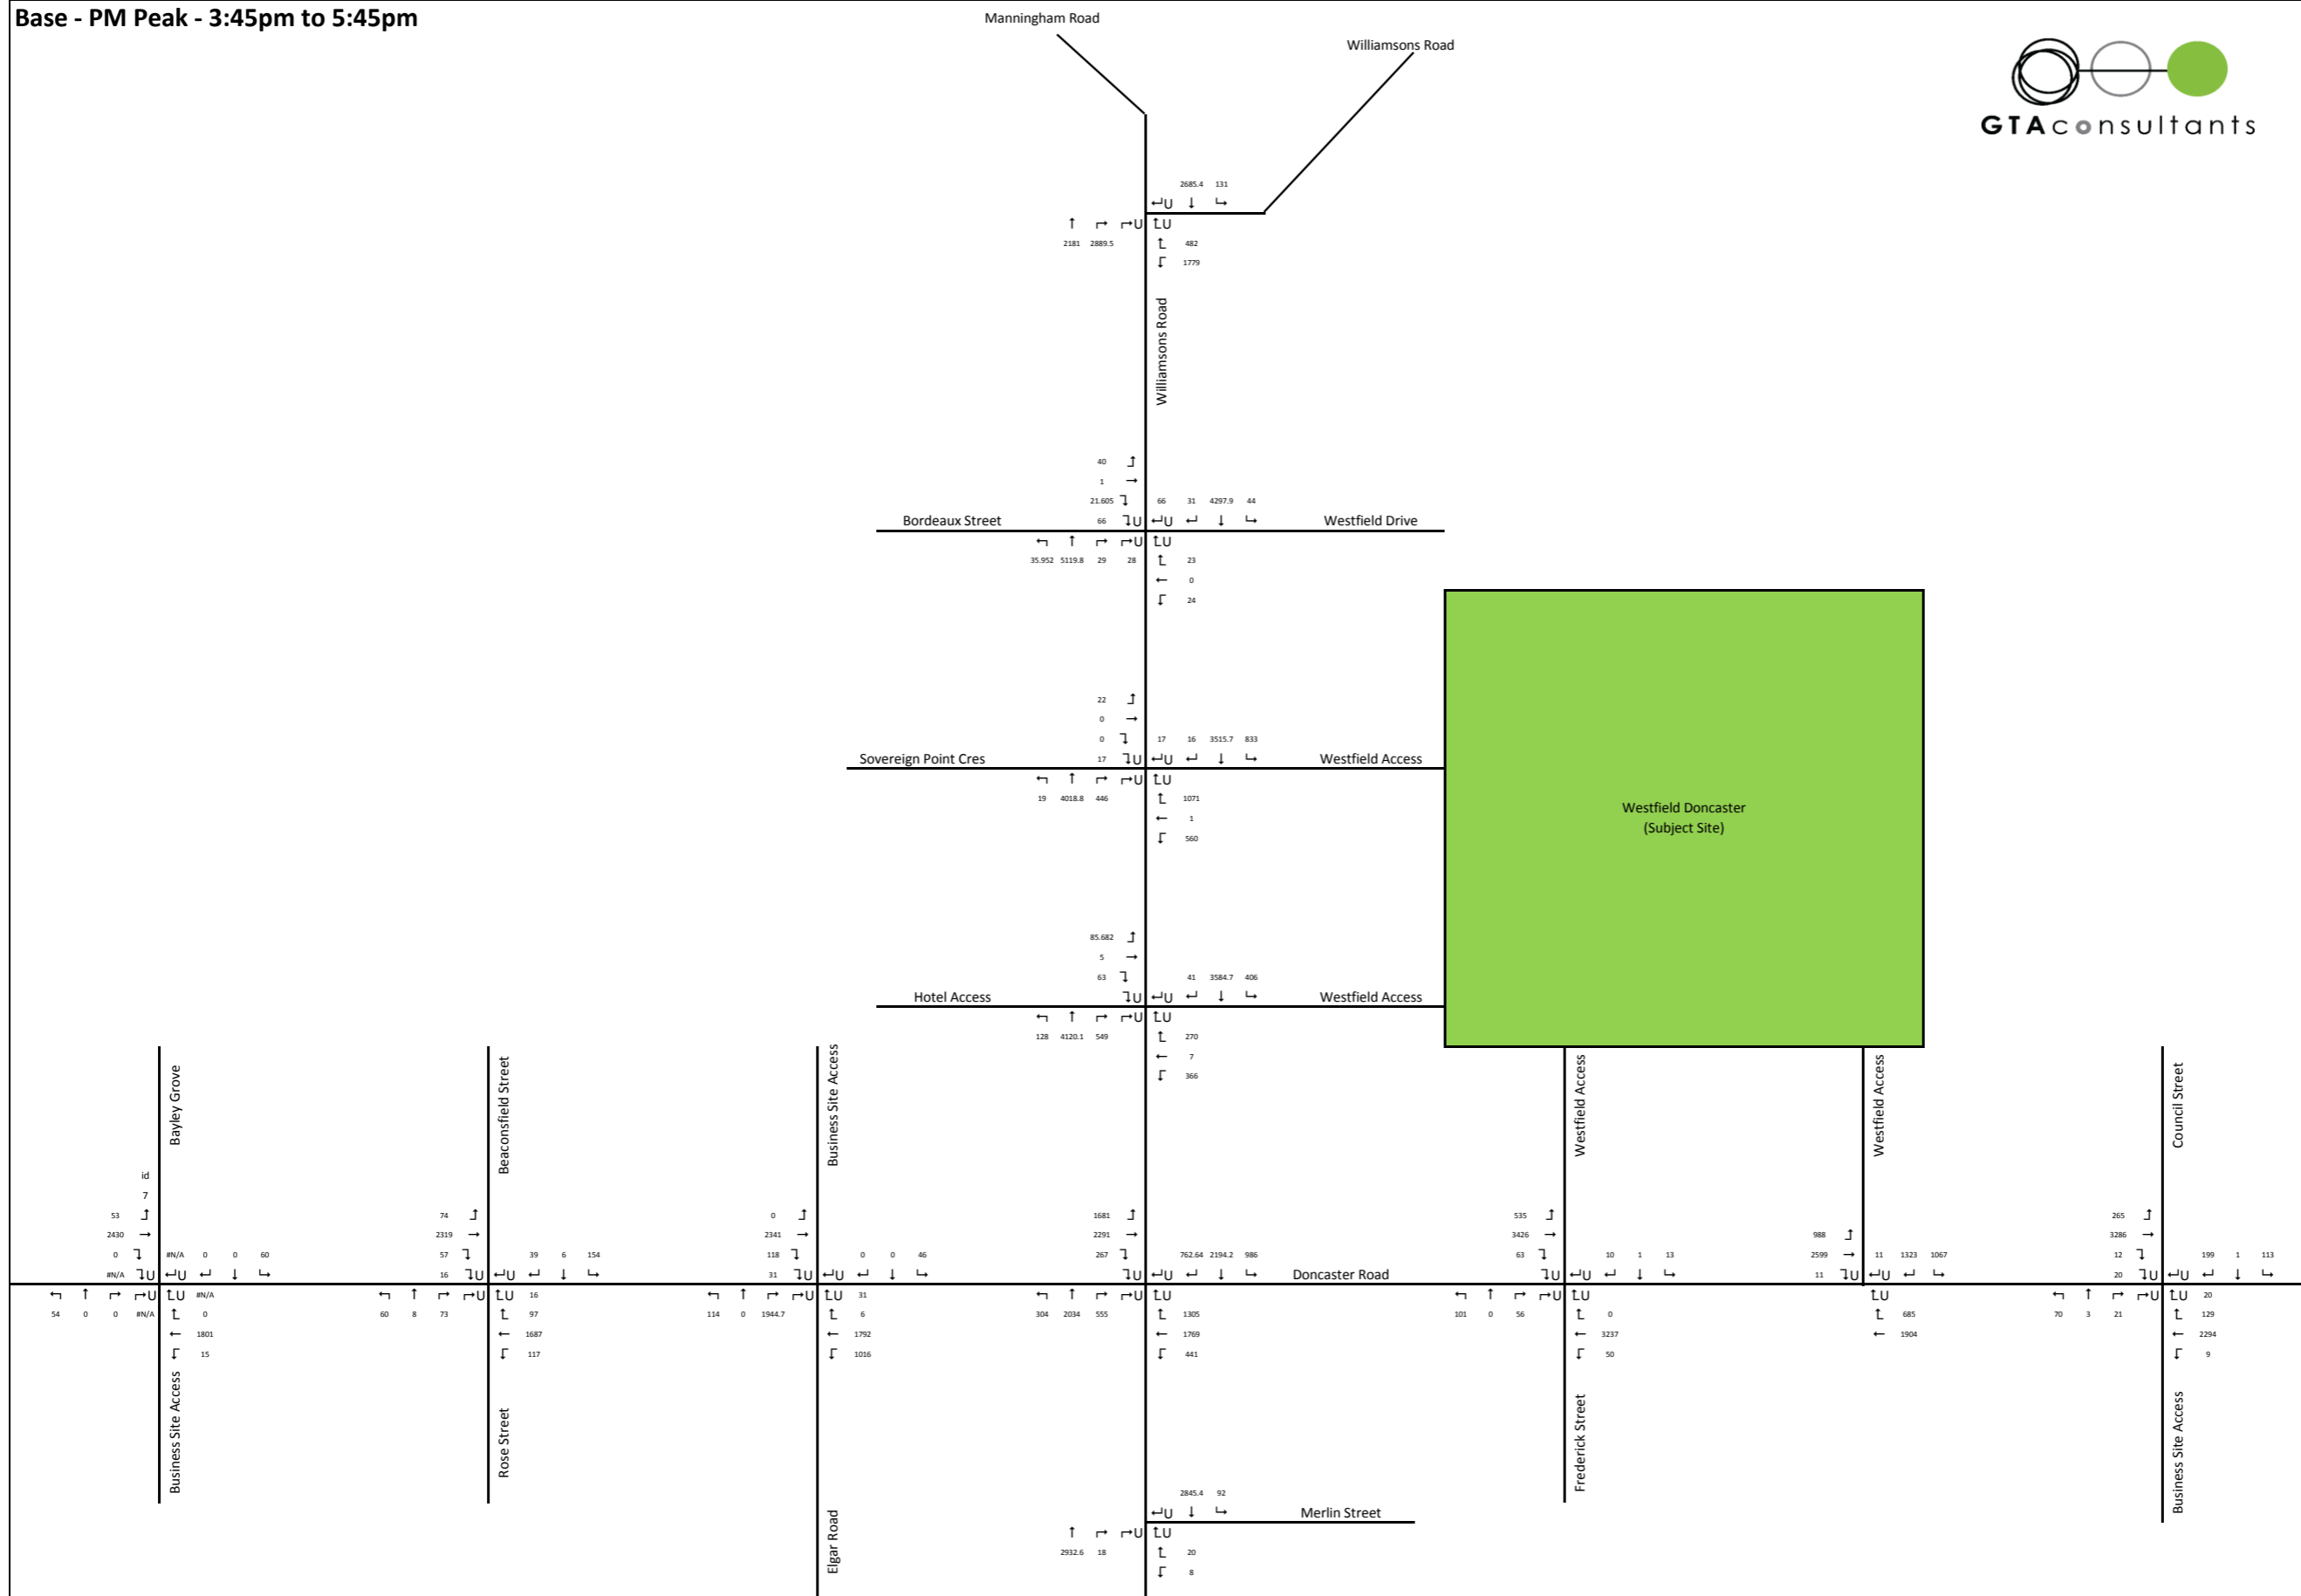 Base - PM Peak - 3:45pm to 5:45pm
Manningham Road
Williamsons Road
GTAconsultants
2685.4 131
↵U ↓ ↳
↑ ↱ ↱U ↥U
2181 2889.5 482
1779
Williamsons Road
40
1
21.605 66 31 4297.9 44
Bordeaux Street 66 U U Westfield Drive
U U
35.952 5119.8 29 28 23
0
24
22
0
0 17 16 3515.7 833
Sovereign Point Cres 17 U U Westfield Access
U U
19 4018.8 446 1071
1
560
Westfield Doncaster
(Subject Site)
85.682
5
63 41 3584.7 406
Hotel Access U U Westfield Access
U U
128 4120.1 549 270
7
366
Bayley Grove
Beaconsfield Street
Business Site Access
Westfield Access
Westfield Access
Council Street
id
7
53 74 0 1681 535 265
2430 2319 2341 2291 3426 988 3286
0 #N/A 0 0 60 57 39 6 154 118 0 0 46 267 762.64 2194.2 986 63 10 1 13 2599 11 1323 1067 12 199 1 113
#N/A U U 16 U U 31 U U U U Doncaster Road U U 11 U U 20 U U
U U #N/A U U 16 U U 31 U U U U U U U 20
54 0 0 #N/A 0 60 8 73 97 114 0 1944.7 6 304 2034 555 1305 101 0 56 0 685 70 3 21 129
1801 1687 1792 1769 3237 1904 2294
15 117 1016 441 50 9
Business Site Access
Rose Street
Elgar Road
Frederick Street
Business Site Access
2845.4 92
U Merlin Street
U U
2932.6 18 20
8